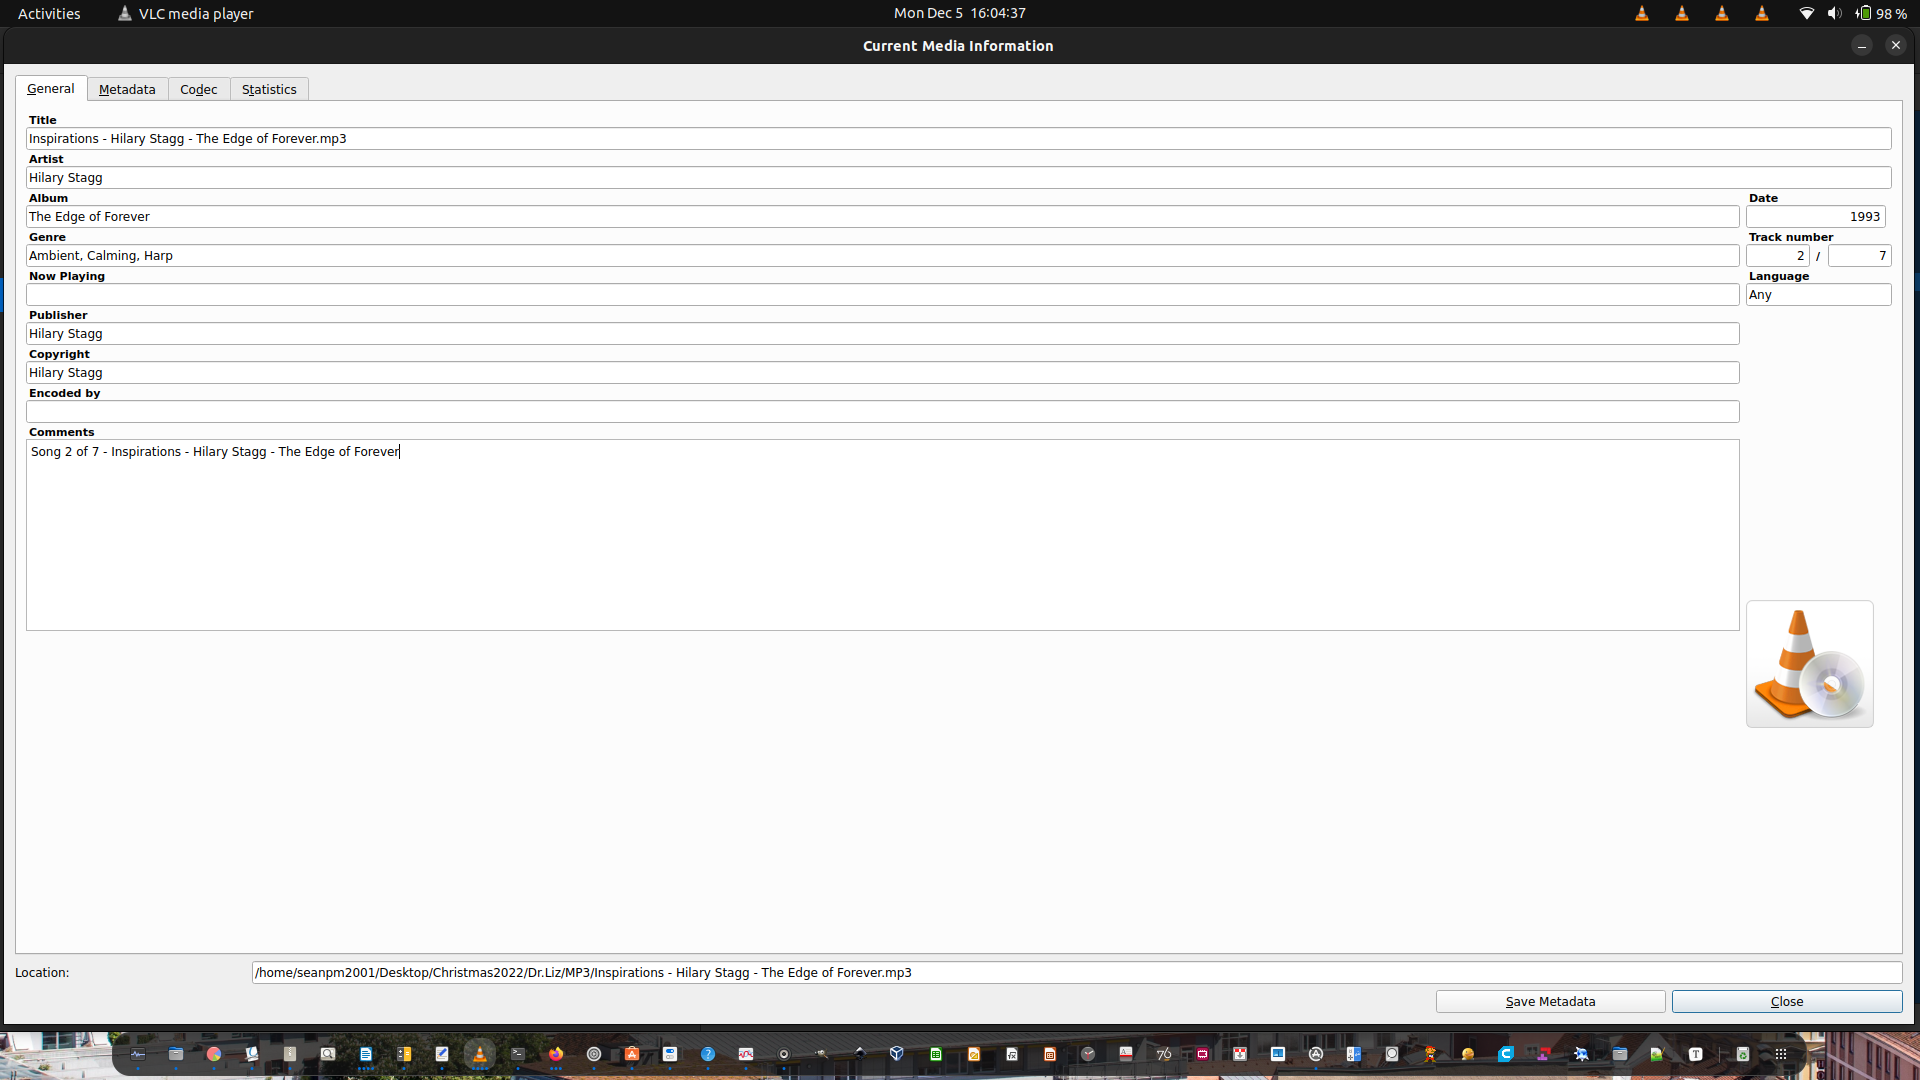 Activities VLC media player Mon Dec 5 16:04:37 98 %
Current Media Information
General Metadata Codec Statistics
Title
Inspirations - Hilary Stagg - The Edge of Forever.mp3
Artist
Hilary Stagg
Album Date
The Edge of Forever 1993
Genre Track number
Ambient, Calming, Harp 2 / 7
Now Playing Language
Any
Publisher
Hilary Stagg
Copyright
Hilary Stagg
Encoded by
Comments
Song 2 of 7 - Inspirations - Hilary Stagg - The Edge of Forever
Location: /home/seanpm2001/Desktop/Christmas2022/Dr.Liz/MP3/Inspirations - Hilary Stagg - The Edge of Forever.mp3
Save Metadata Close